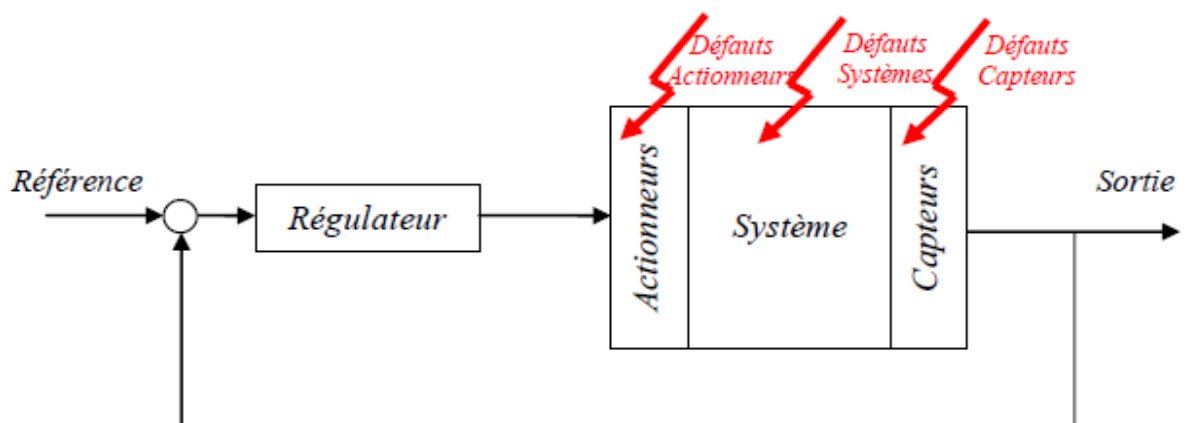 Défauts
Actionneurs
Défauts
Systèmes
Défauts
Capteurs
Référence
Régulateur
Actionneurs
Système
Capteurs
Sortie